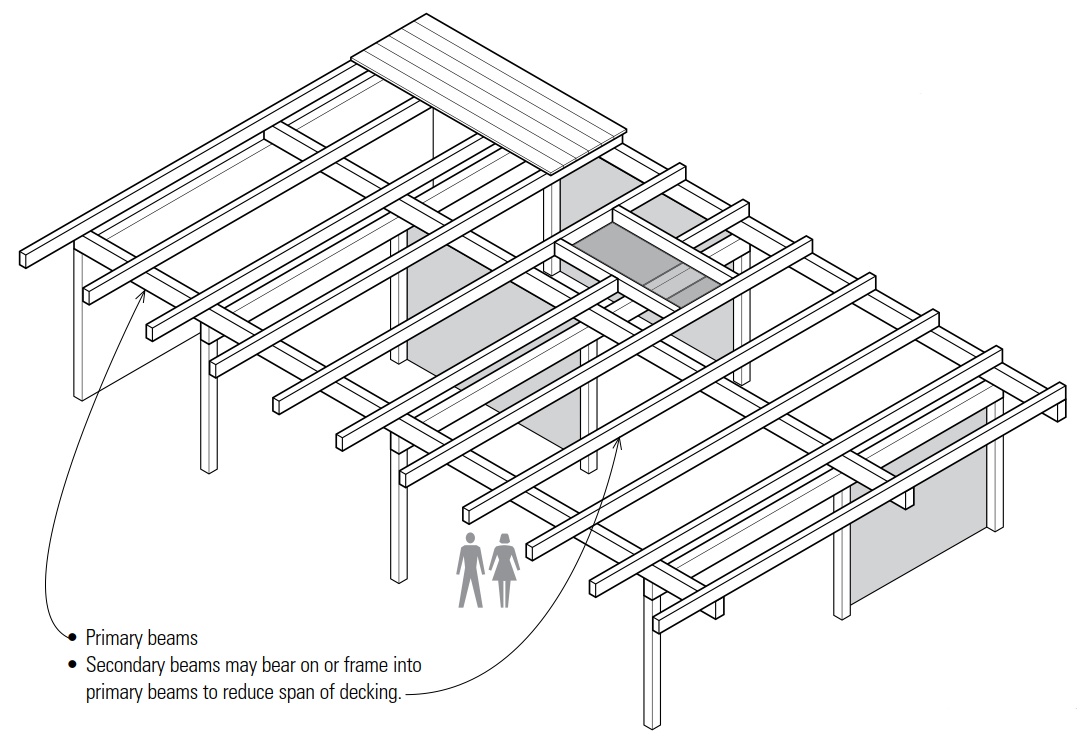 • Primary beams
• Secondary beams may bear on or frame into
primary beams to reduce span of decking.